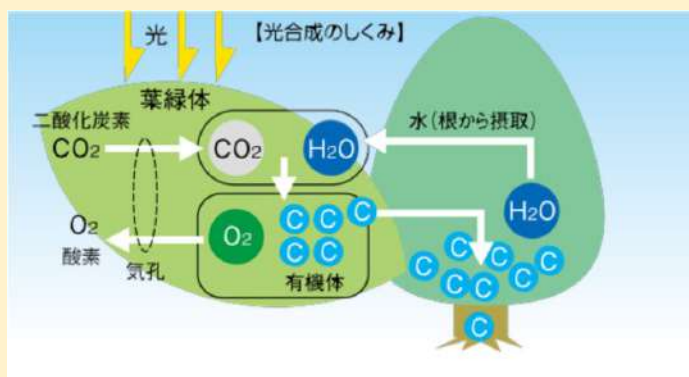 【光合成のしくみ】
光
葉緑体
二酸化炭素
CO2
CO2
H2O
水(根から摂取)
H2O
O2
酸素
気孔
O2
C C C
C C
有機体
C C C C
C C C
C